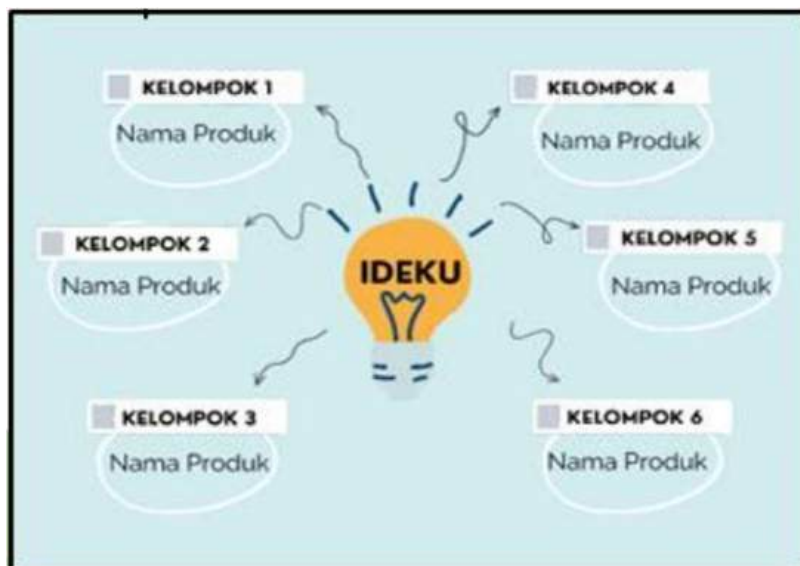 KELOMPOK 1
Nama Produk
KELOMPOK 2
Nama Produk
KELOMPOK 3
Nama Produk
IDEKU
KELOMPOK 4
Nama Produk
KELOMPOK 5
Nama Produk
KELOMPOK 6
Nama Produk